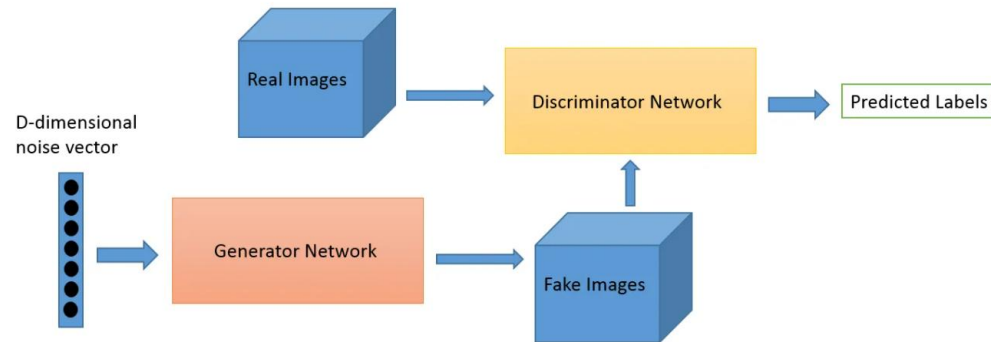 Real Images
Discriminator Network
Predicted Labels
D-dimensional
noise vector
Generator Network
Fake Images